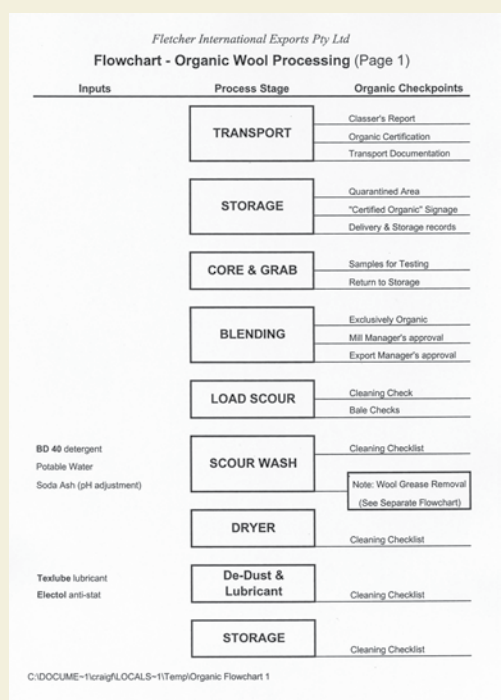 Fletcher International Exports Pty Ltd
Flowchart - Organic Wool Processing (Page 1)
Inputs Process Stage Organic Checkpoints
TRANSPORT
Classer's Report
Organic Certification
Transport Documentation
STORAGE
Quarantined Area
"Certified Organic" Signage
Delivery & Storage records
CORE & GRAB
Samples for Testing
Return to Storage
BLENDING
Exclusively Organic
Mill Manager's approval
Export Manager's approval
LOAD SCOUR
Cleaning Check
Bale Checks
BD 40 detergent
Potable Water
Soda Ash (pH adjustment)
SCOUR WASH
Cleaning Checklist
Note: Wool Grease Removal
(See Separate Flowchart)
DRYER
Cleaning Checklist
Texlube lubricant
Electol anti-stat
De-Dust &
Lubricant
Cleaning Checklist
STORAGE
Cleaning Checklist
C:\DOCUME~1\craigf\LOCALS~1\Temp\Organic Flowchart 1